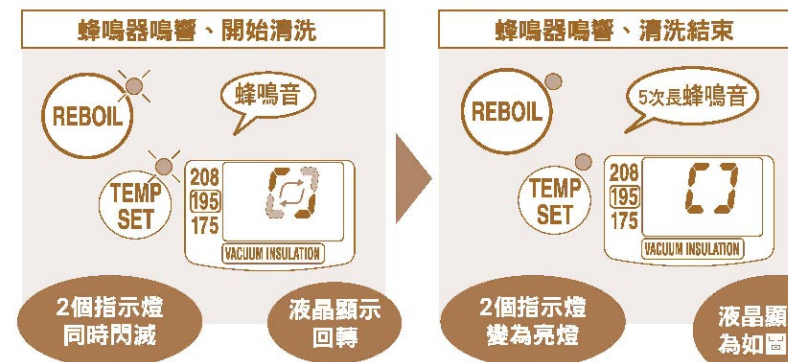 蜂鳴器鳴響、開始清洗
REBOIL
蜂鳴音
TEMP
SET
208
195
175
VACUUM INSULATION
2個指示燈
同時閃滅
液晶顯示
回轉
蜂鳴器鳴響、清洗結束
REBOIL
5次長蜂鳴音
TEMP
SET
208
195
175
VACUUM INSULATION
2個指示燈
變為亮燈
液晶顯
為如圖